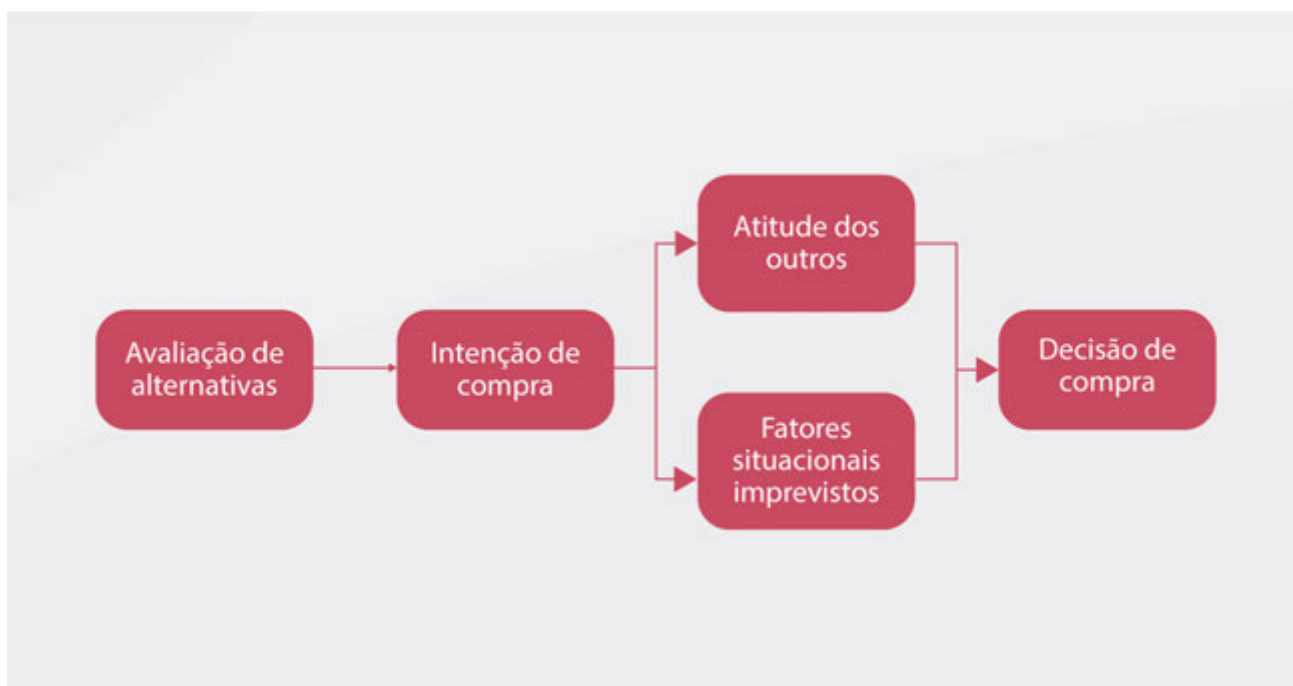 Avaliação de
alternativas
Intenção de
compra
Atitude dos
outros
Fatores
situacionais
imprevistos
Decisão de
compra